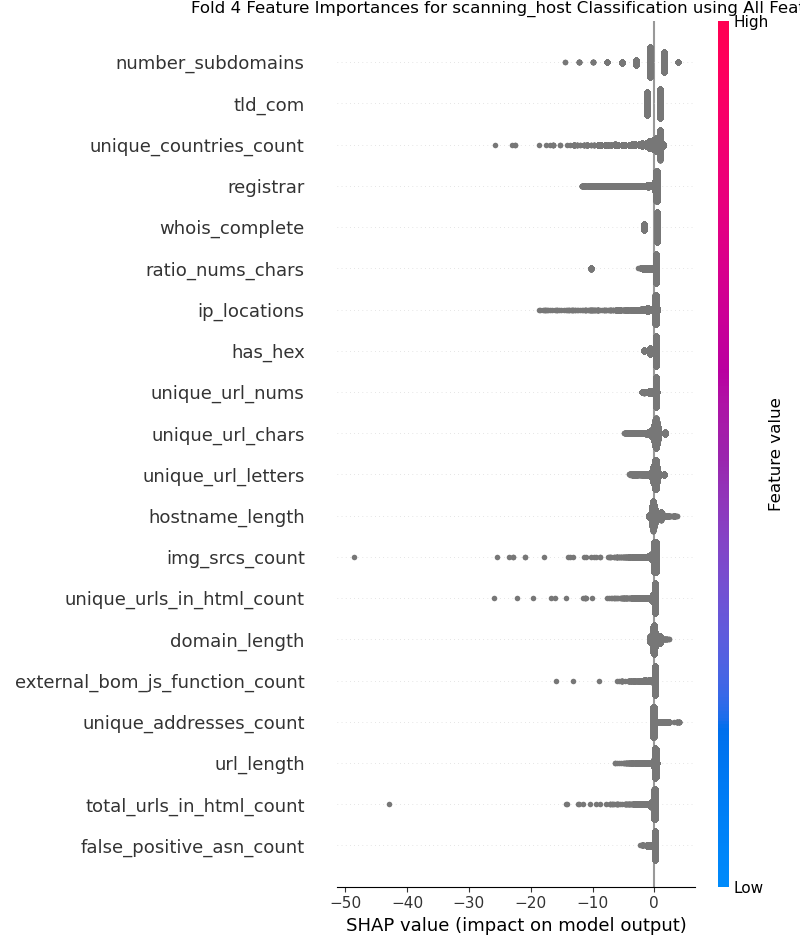 Fold 4 Feature Importances for scanning_host Classification using All Fea
High
number_subdomains
tld_com
unique_countries_count
registrar
whois_complete
ratio_nums_chars
ip_locations
has_hex
unique_url_nums
unique_url_chars
unique_url_letters
hostname_length
img_srcs_count
unique_urls_in_html_count
domain_length
external_bom_js_function_count
unique_addresses_count
url_length
total_urls_in_html_count
false_positive_asn_count
Feature value
Low
−50 −40 −30 −20 −10 0
SHAP value (impact on model output)